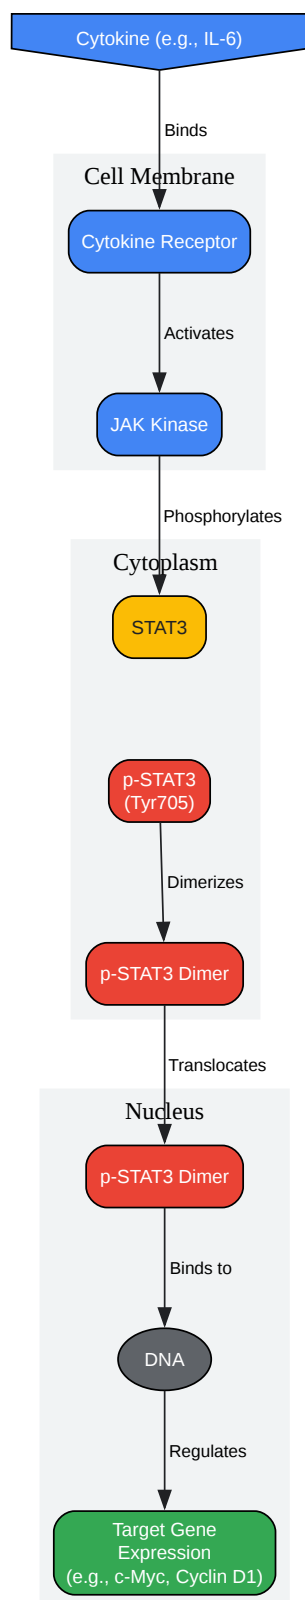 Cytokine (e.g., IL-6)
Binds
Cell Membrane
Cytokine Receptor
Activates
JAK Kinase
Phosphorylates
Cytoplasm
STAT3
p-STAT3
(Tyr705)
Dimerizes
p-STAT3 Dimer
Translocates
Nucleus
p-STAT3 Dimer
Binds to
DNA
Regulates
Target Gene
Expression
(e.g., c-Myc, Cyclin D1)